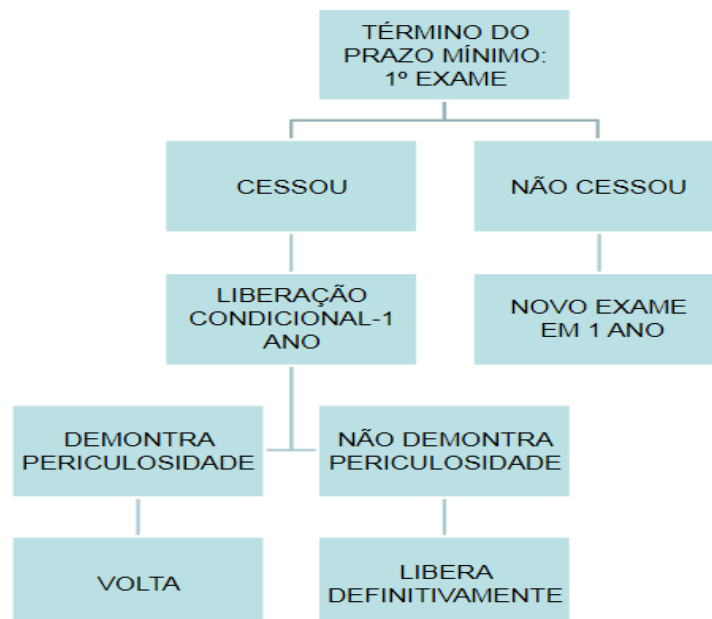 TÉRMINO DO
PRAZO MÍNIMO:
1º EXAME
CESSOU
NÃO CESSOU
LIBERAÇÃO
CONDICIONAL-1
ANO
NOVO EXAME
EM 1 ANO
DEMONTRA
PERICULOSIDADE
NÃO DEMONTRA
PERICULOSIDADE
VOLTA
LIBERA
DEFINITIVAMENTE